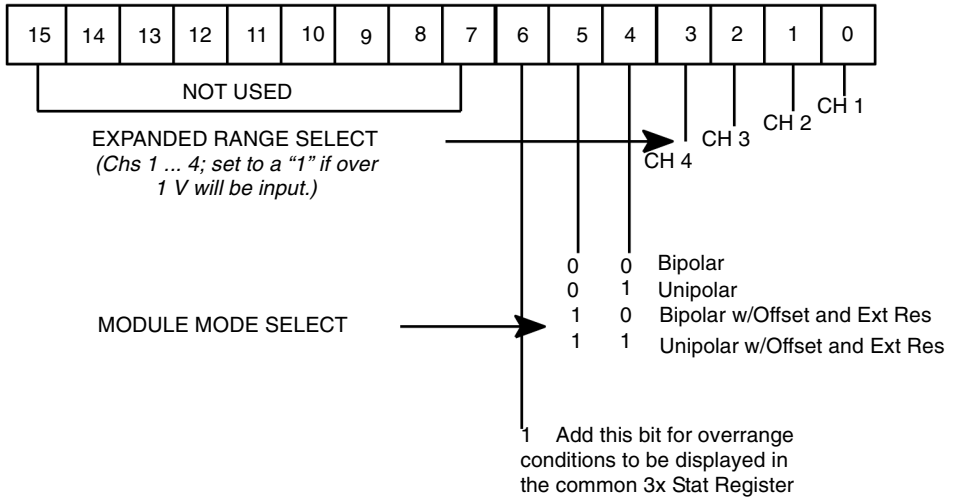 15 14 13 12 11 10 9 8 7 6 5 4 3 2 1 0
NOT USED
CH 1
CH 2
CH 3
CH 4
EXPANDED RANGE SELECT
(Chs 1 ... 4; set to a “1” if over
1 V will be input.)
0 0 Bipolar
0 1 Unipolar
1 0 Bipolar w/Offset and Ext Res
1 1 Unipolar w/Offset and Ext Res
MODULE MODE SELECT
1 Add this bit for overrange
conditions to be displayed in
the common 3x Stat Register